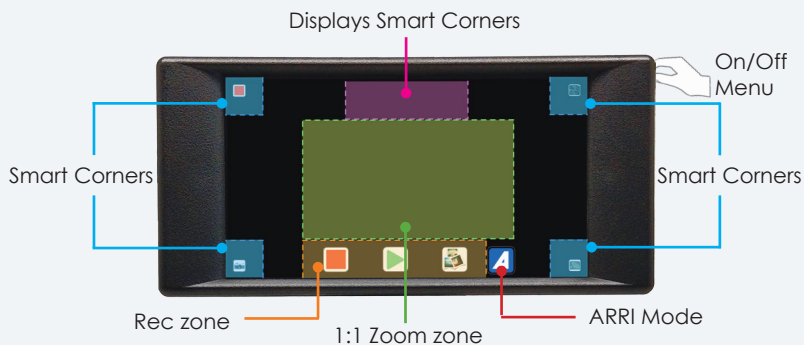 Displays Smart Corners
On/Off
Menu
Smart Corners
Smart Corners
A
Rec zone
1:1 Zoom zone
ARRI Mode